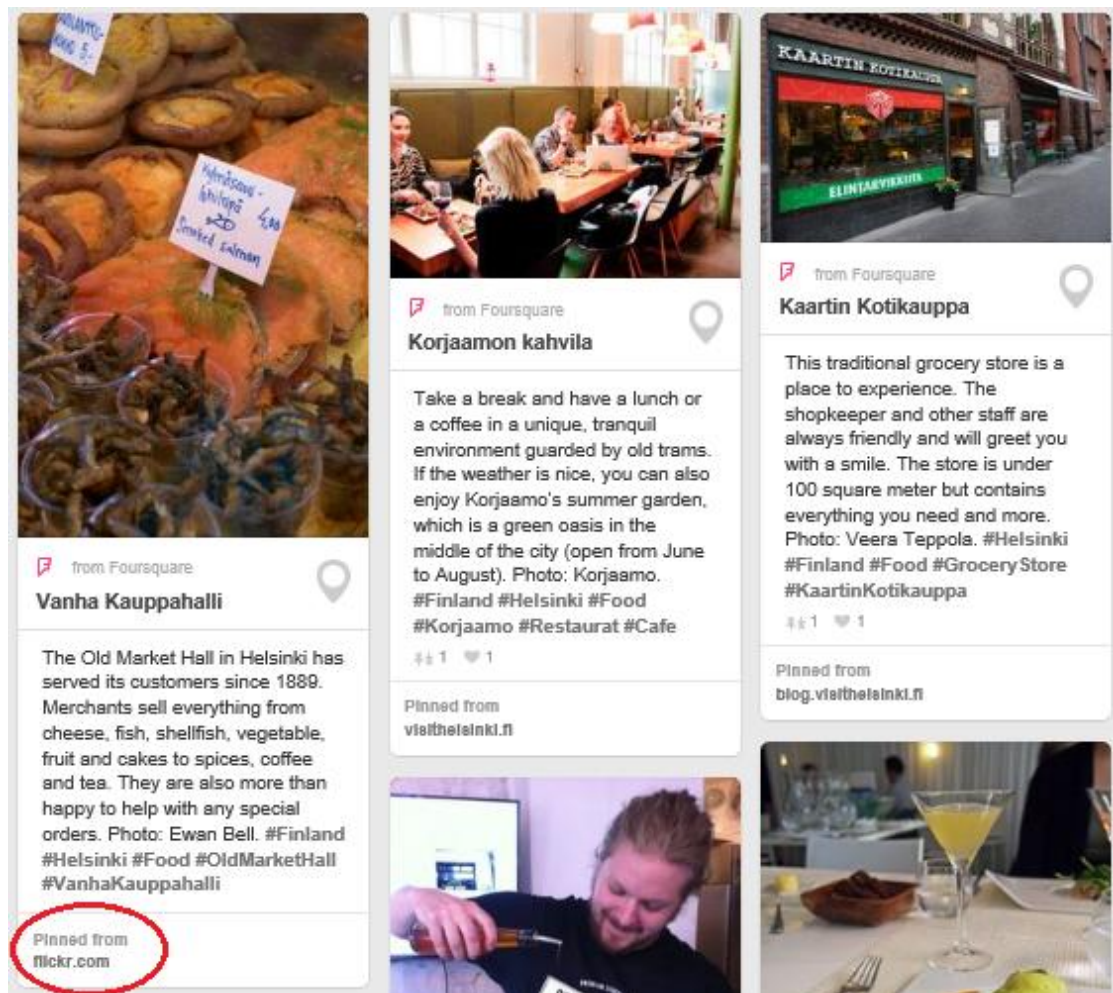 kylmäsavu-
lohileipä
4,00
Smoked salmon
from Foursquare
Vanha Kauppahalli
The Old Market Hall in Helsinki has
served its customers since 1889.
Merchants sell everything from
cheese, fish, shellfish, vegetable,
fruit and cakes to spices, coffee
and tea. They are also more than
happy to help with any special
orders. Photo: Ewan Bell. #Finland
#Helsinki #Food #OldMarketHall
#VanhaKauppahalli
Pinned from
flickr.com
from Foursquare
Korjaamon kahvila
Take a break and have a lunch or
a coffee in a unique, tranquil
environment guarded by old trams.
If the weather is nice, you can also
enjoy Korjaamo's summer garden,
which is a green oasis in the
middle of the city (open from June
to August). Photo: Korjaamo.
#Finland #Helsinki #Food
#Korjaamo #Restaurat #Cafe
1 1
Pinned from
visithelsinki.fi
KAARTIN KOTIKAUPPA
ELINTARVIKKEITA
from Foursquare
Kaartin Kotikauppa
This traditional grocery store is a
place to experience. The
shopkeeper and other staff are
always friendly and will greet you
with a smile. The store is under
100 square meter but contains
everything you need and more.
Photo: Veera Teppola. #Helsinki
#Finland #Food #GroceryStore
#KaartinKotikauppa
1 1
Pinned from
blog.visithelsinki.fi